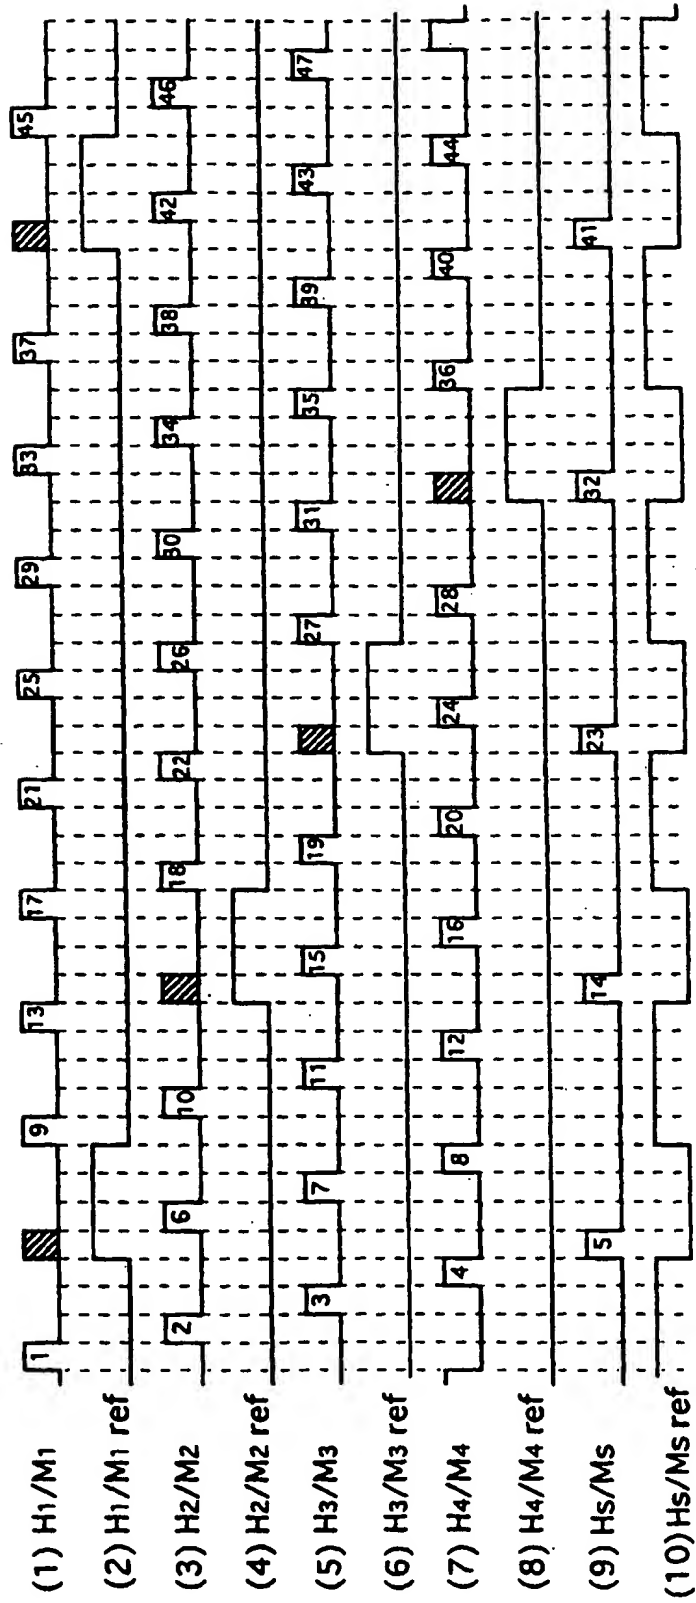 (1) H1/M1 1 9 13 17 21 25 29 33 37 45
(2) H1/M1 ref
(3) H2/M2 2 6 10 18 22 26 30 34 38 42 46
(4) H2/M2 ref
(5) H3/M3 3 7 11 15 19 27 31 35 39 43 47
(6) H3/M3 ref
(7) H4/M4 4 8 12 16 20 24 28 36 40 44
(8) H4/M4 ref
(9) Hs/Ms 5 14 23 32 41
(10) Hs/Ms ref